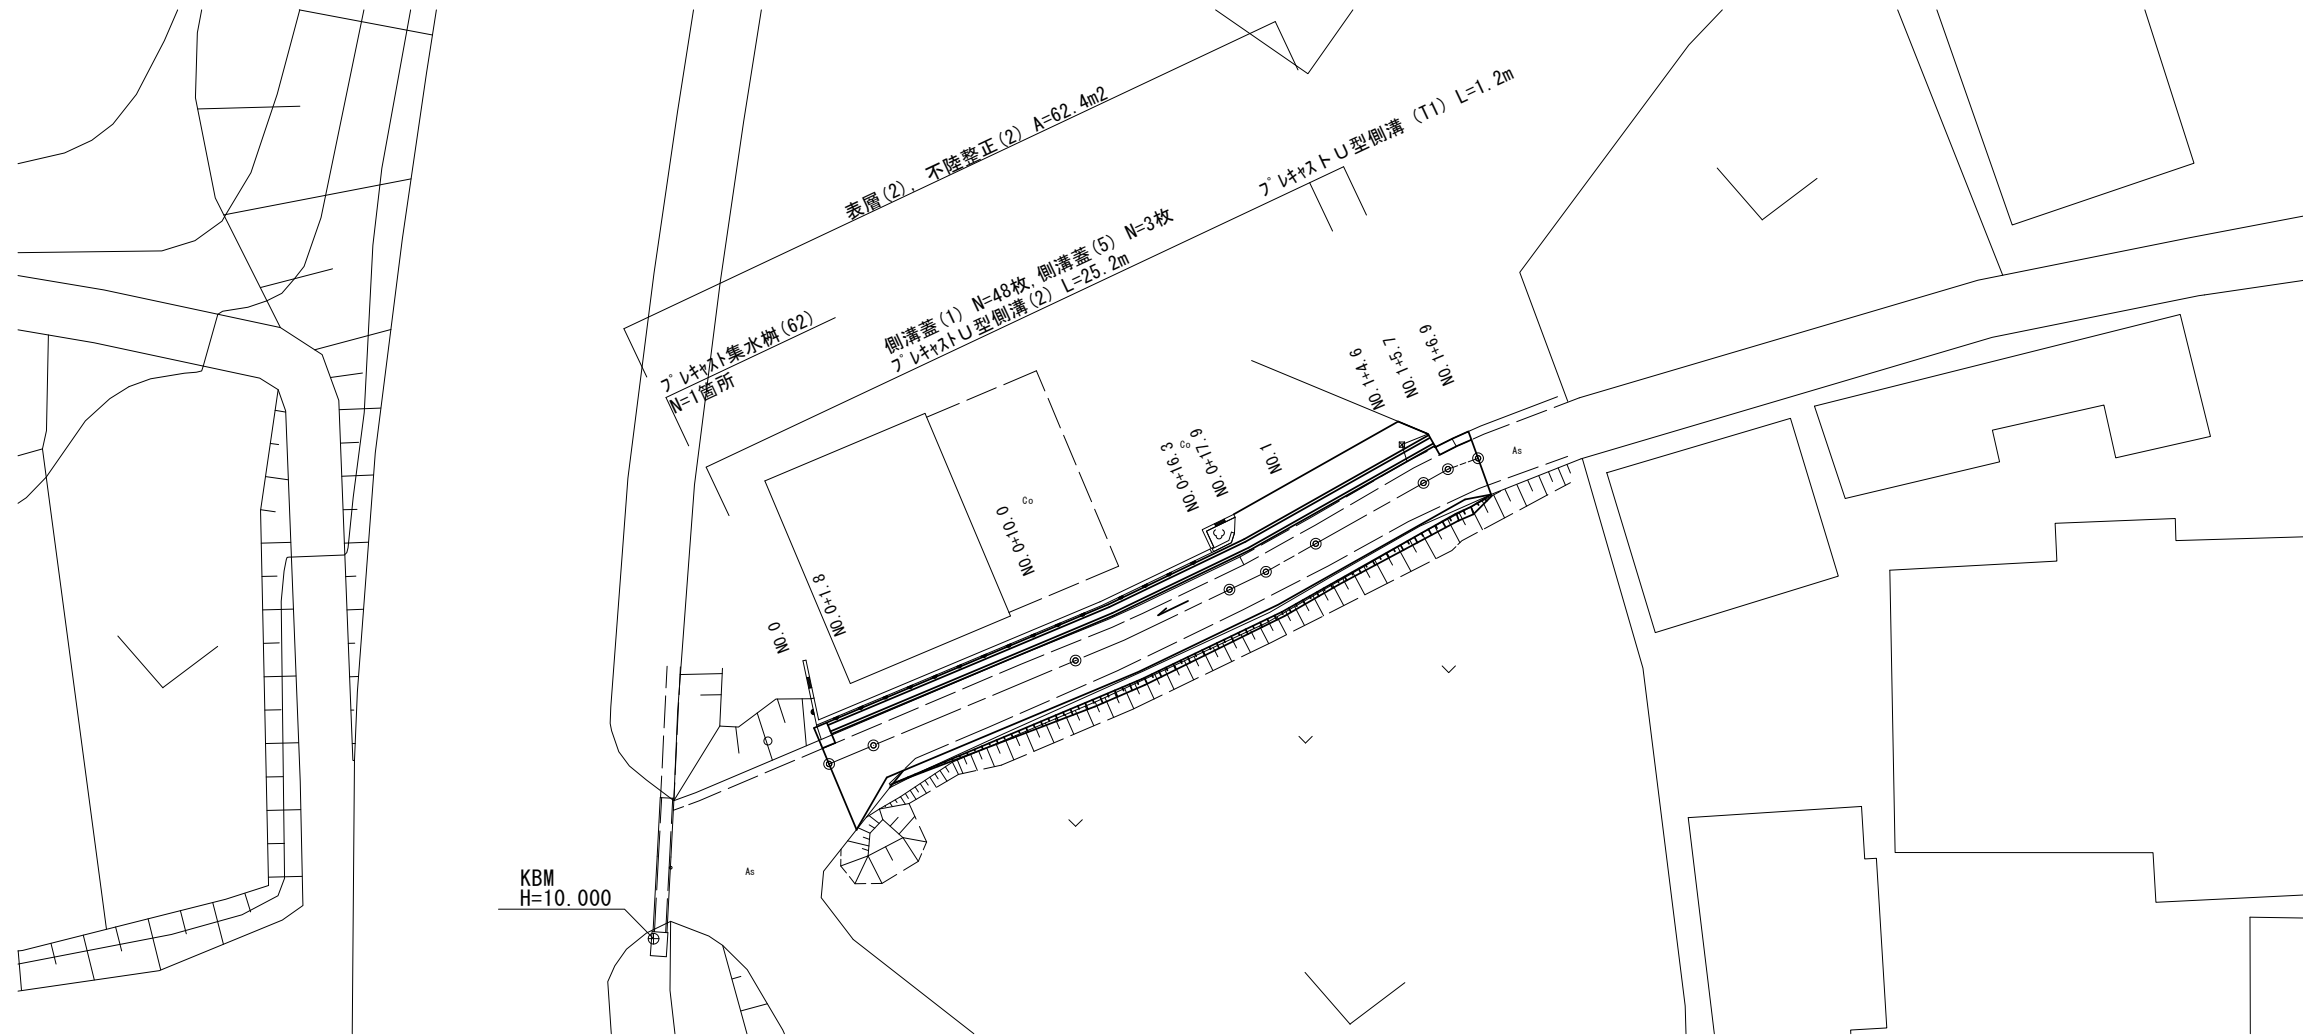 表層(2), 不陸整正(2) A=62.4m2
プレキャストU型側溝 (T1) L=1.2m
側溝蓋(1) N=48枚, 側溝蓋(5) N=3枚
プレキャストU型側溝(2) L=25.2m
プレキャスト集水桝(62)
N=1箇所
NO.0
NO.0+1.8
NO.0+10.0
Co
NO.0+16.3
Co
NO.0+17.9
NO.1
NO.1+4.6
NO.1+5.7
NO.1+6.9
As
As
KBM
H=10.000